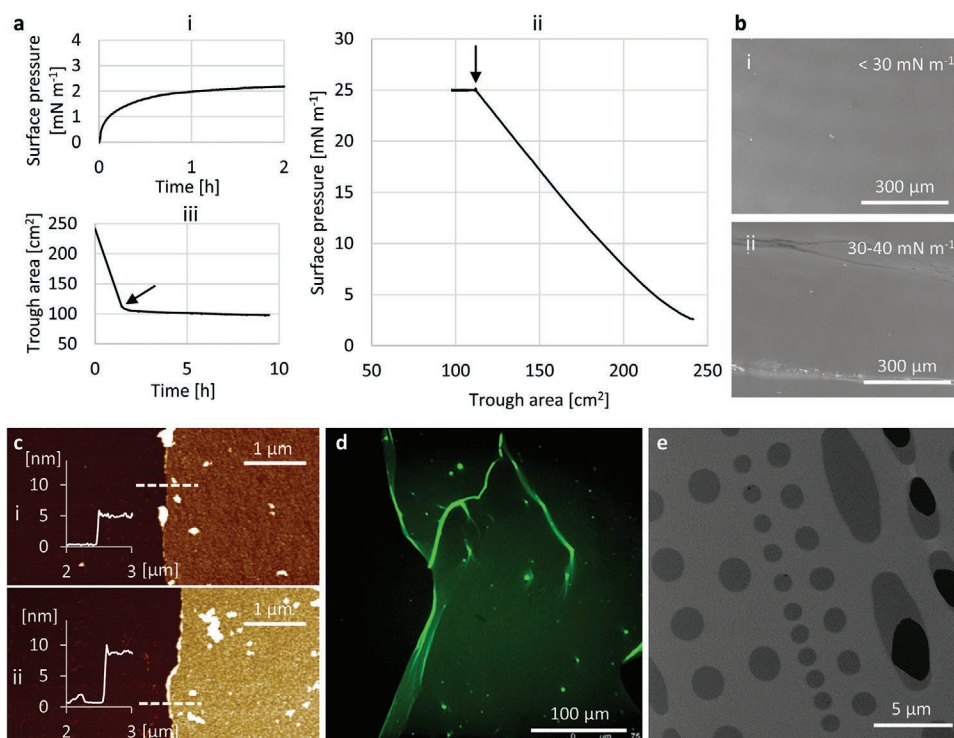 a
i
Surface pressure
[mN m⁻¹]
4
3
2
1
0
0 1 2
Time [h]
iii
Trough area [cm²]
250
200
150
100
50
0 5 10
Time [h]
ii
Surface pressure [mN m⁻¹]
30
25
20
15
10
5
0
50 100 150 200 250
Trough area [cm²]
b
i
< 30 mN m⁻¹
300 µm
ii
30-40 mN m⁻¹
300 µm
c
[nm]
10
5
0
i
2 3 [µm]
1 µm
[nm]
10
5
0
ii
2 3 [µm]
1 µm
d
100 µm
0 µm 75
e
5 µm